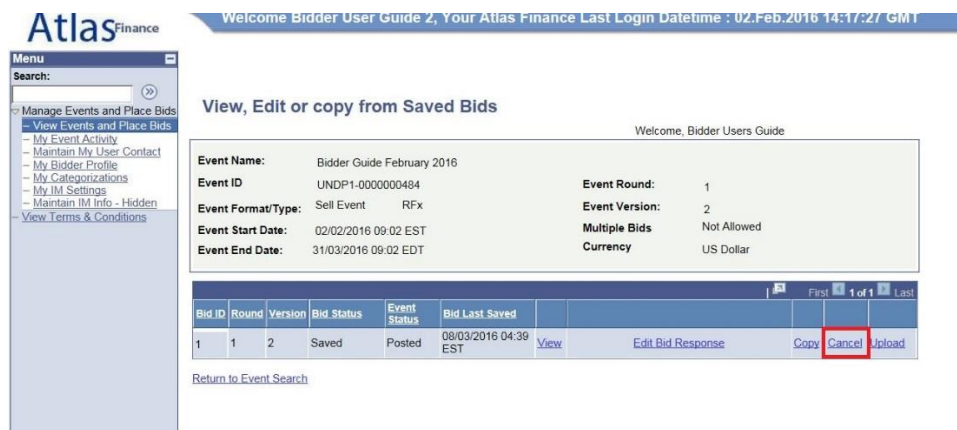 Atlas Finance
Welcome Bidder User Guide 2, Your Atlas Finance Last Login Datetime : 02.Feb.2016 14:17:27 GMT
Menu
Search:
Manage Events and Place Bids
– View Events and Place Bids
– My Event Activity
– Maintain My User Contact
– My Bidder Profile
– My Categorizations
– My IM Settings
– Maintain IM Info - Hidden
– View Terms & Conditions
View, Edit or copy from Saved Bids
Welcome, Bidder Users Guide
Event Name: Bidder Guide February 2016
Event ID UNDP1-0000000484 Event Round: 1
Event Format/Type: Sell Event RFx Event Version: 2
Event Start Date: 02/02/2016 09:02 EST Multiple Bids Not Allowed
Event End Date: 31/03/2016 09:02 EDT Currency US Dollar
First 1 of 1 Last
Bid ID Round Version Bid Status Event Status Bid Last Saved
1 1 2 Saved Posted 08/03/2016 04:39 EST View Edit Bid Response Copy Cancel Upload
Return to Event Search